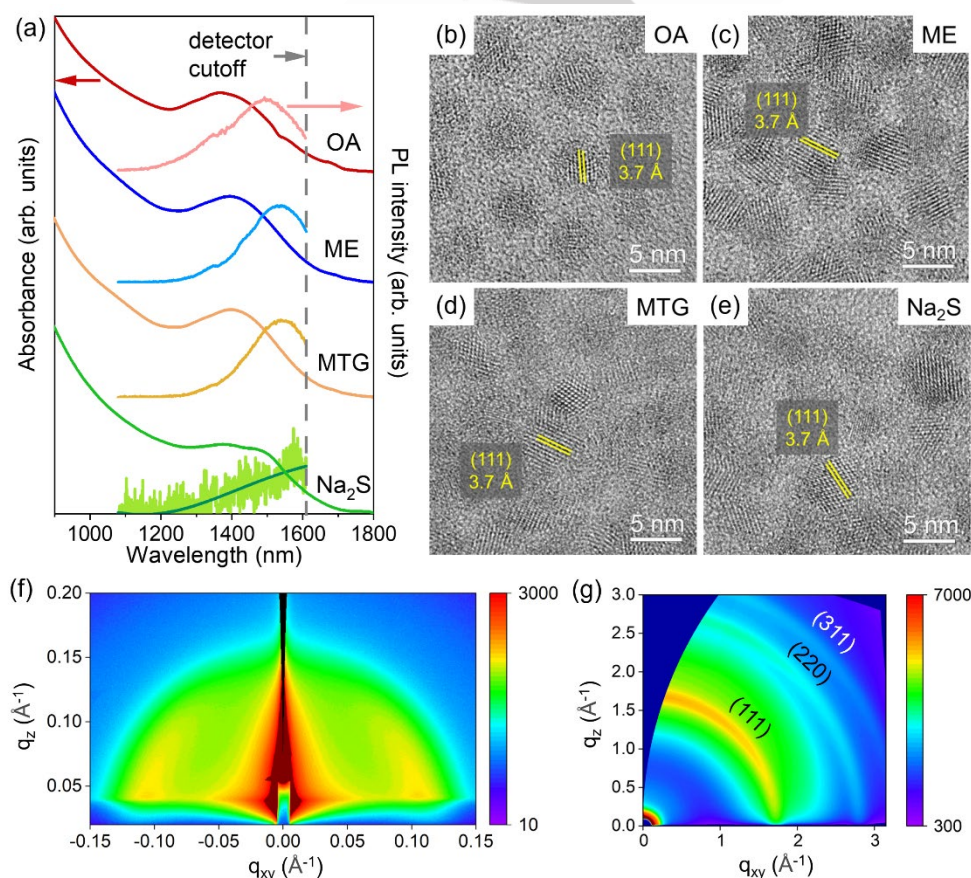 (a)
detector
cutoff
OA
ME
MTG
Na₂S
Absorbance (arb. units)
PL intensity (arb. units)
1000 1200 1400 1600 1800
Wavelength (nm)
(b) OA
(111)
3.7 Å
5 nm
(c) ME
(111)
3.7 Å
5 nm
(d) MTG
(111)
3.7 Å
5 nm
(e) Na₂S
(111)
3.7 Å
5 nm
(f)
0.20
0.15
0.10
0.05
qz (Å⁻¹)
-0.15 -0.10 -0.05 0.00 0.05 0.10 0.15
qxy (Å⁻¹)
3000
10
(g)
3.0
2.5
2.0
1.5
1.0
0.5
0.0
qz (Å⁻¹)
(311)
(220)
(111)
0 1 2 3
qxy (Å⁻¹)
7000
300